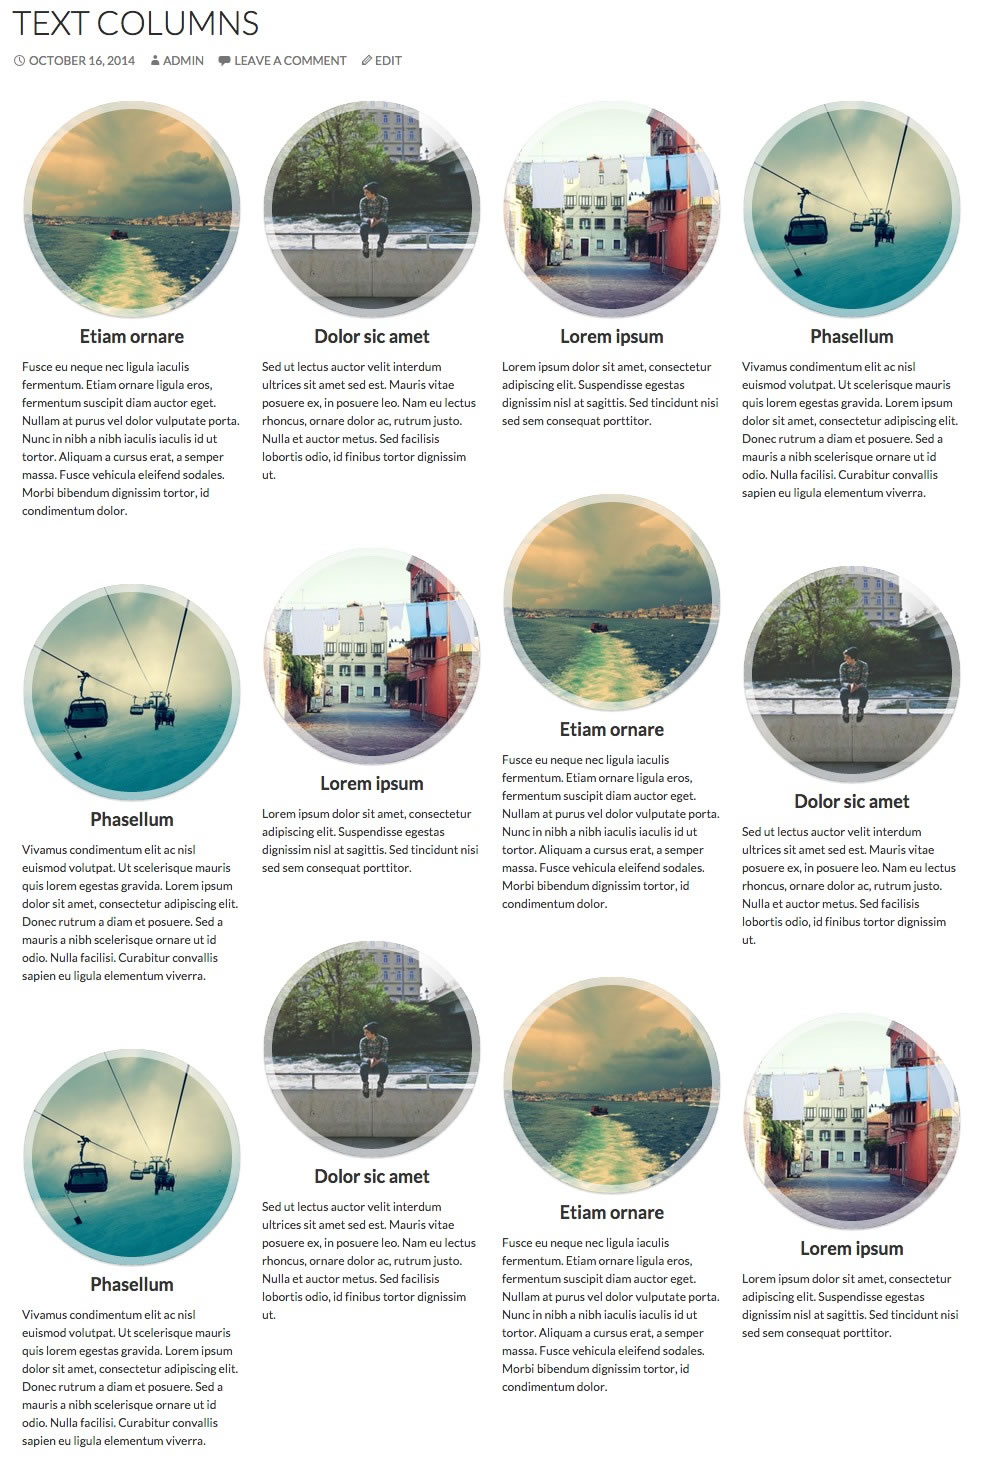 TEXT COLUMNS
OCTOBER 16, 2014 ADMIN LEAVE A COMMENT EDIT
Etiam ornare
Fusce eu neque nec ligula iaculis
fermentum. Etiam ornare ligula eros,
fermentum suscipit diam auctor eget.
Nullam at purus vel dolor vulputate porta.
Nunc in nibh a nibh iaculis iaculis id ut
tortor. Aliquam a cursus erat, a semper
massa. Fusce vehicula eleifend sodales.
Morbi bibendum dignissim tortor, id
condimentum dolor.
Dolor sic amet
Sed ut lectus auctor velit interdum
ultrices sit amet sed est. Mauris vitae
posuere ex, in posuere leo. Nam eu lectus
rhoncus, ornare dolor ac, rutrum justo.
Nulla et auctor metus. Sed facilisis
lobortis odio, id finibus tortor dignissim
ut.
Lorem ipsum
Lorem ipsum dolor sit amet, consectetur
adipiscing elit. Suspendisse egestas
dignissim nisl at sagittis. Sed tincidunt nisi
sed sem consequat porttitor.
Phasellum
Vivamus condimentum elit ac nisl
euismod volutpat. Ut scelerisque mauris
quis lorem egestas gravida. Lorem ipsum
dolor sit amet, consectetur adipiscing elit.
Donec rutrum a diam et posuere. Sed a
mauris a nibh scelerisque ornare ut id
odio. Nulla facilisi. Curabitur convallis
sapien eu ligula elementum viverra.
Phasellum
Vivamus condimentum elit ac nisl
euismod volutpat. Ut scelerisque mauris
quis lorem egestas gravida. Lorem ipsum
dolor sit amet, consectetur adipiscing elit.
Donec rutrum a diam et posuere. Sed a
mauris a nibh scelerisque ornare ut id
odio. Nulla facilisi. Curabitur convallis
sapien eu ligula elementum viverra.
Lorem ipsum
Lorem ipsum dolor sit amet, consectetur
adipiscing elit. Suspendisse egestas
dignissim nisl at sagittis. Sed tincidunt nisi
sed sem consequat porttitor.
Etiam ornare
Fusce eu neque nec ligula iaculis
fermentum. Etiam ornare ligula eros,
fermentum suscipit diam auctor eget.
Nullam at purus vel dolor vulputate porta.
Nunc in nibh a nibh iaculis iaculis id ut
tortor. Aliquam a cursus erat, a semper
massa. Fusce vehicula eleifend sodales.
Morbi bibendum dignissim tortor, id
condimentum dolor.
Dolor sic amet
Sed ut lectus auctor velit interdum
ultrices sit amet sed est. Mauris vitae
posuere ex, in posuere leo. Nam eu lectus
rhoncus, ornare dolor ac, rutrum justo.
Nulla et auctor metus. Sed facilisis
lobortis odio, id finibus tortor dignissim
ut.
Phasellum
Vivamus condimentum elit ac nisl
euismod volutpat. Ut scelerisque mauris
quis lorem egestas gravida. Lorem ipsum
dolor sit amet, consectetur adipiscing elit.
Donec rutrum a diam et posuere. Sed a
mauris a nibh scelerisque ornare ut id
odio. Nulla facilisi. Curabitur convallis
sapien eu ligula elementum viverra.
Dolor sic amet
Sed ut lectus auctor velit interdum
ultrices sit amet sed est. Mauris vitae
posuere ex, in posuere leo. Nam eu lectus
rhoncus, ornare dolor ac, rutrum justo.
Nulla et auctor metus. Sed facilisis
lobortis odio, id finibus tortor dignissim
ut.
Etiam ornare
Fusce eu neque nec ligula iaculis
fermentum. Etiam ornare ligula eros,
fermentum suscipit diam auctor eget.
Nullam at purus vel dolor vulputate porta.
Nunc in nibh a nibh iaculis iaculis id ut
tortor. Aliquam a cursus erat, a semper
massa. Fusce vehicula eleifend sodales.
Morbi bibendum dignissim tortor, id
condimentum dolor.
Lorem ipsum
Lorem ipsum dolor sit amet, consectetur
adipiscing elit. Suspendisse egestas
dignissim nisl at sagittis. Sed tincidunt nisi
sed sem consequat porttitor.